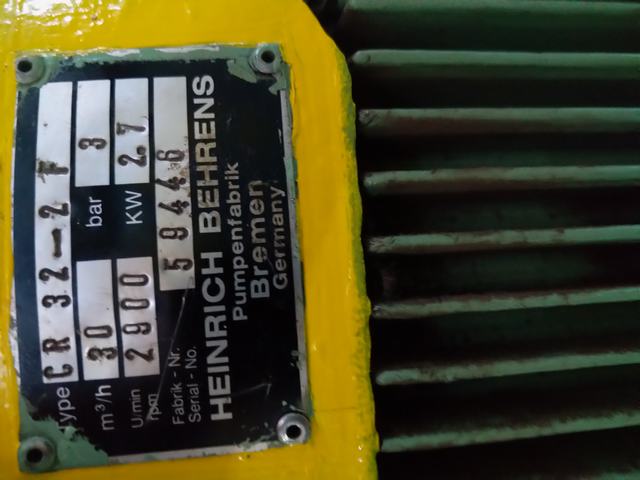 Type CR 32-2 F
m³/h 30 bar 3
U/min rpm 2900 KW 2.7
Fabrik - Nr.
Serial - No. 59446
HEINRICH BEHRENS
Pumpenfabrik
Bremen
Germany